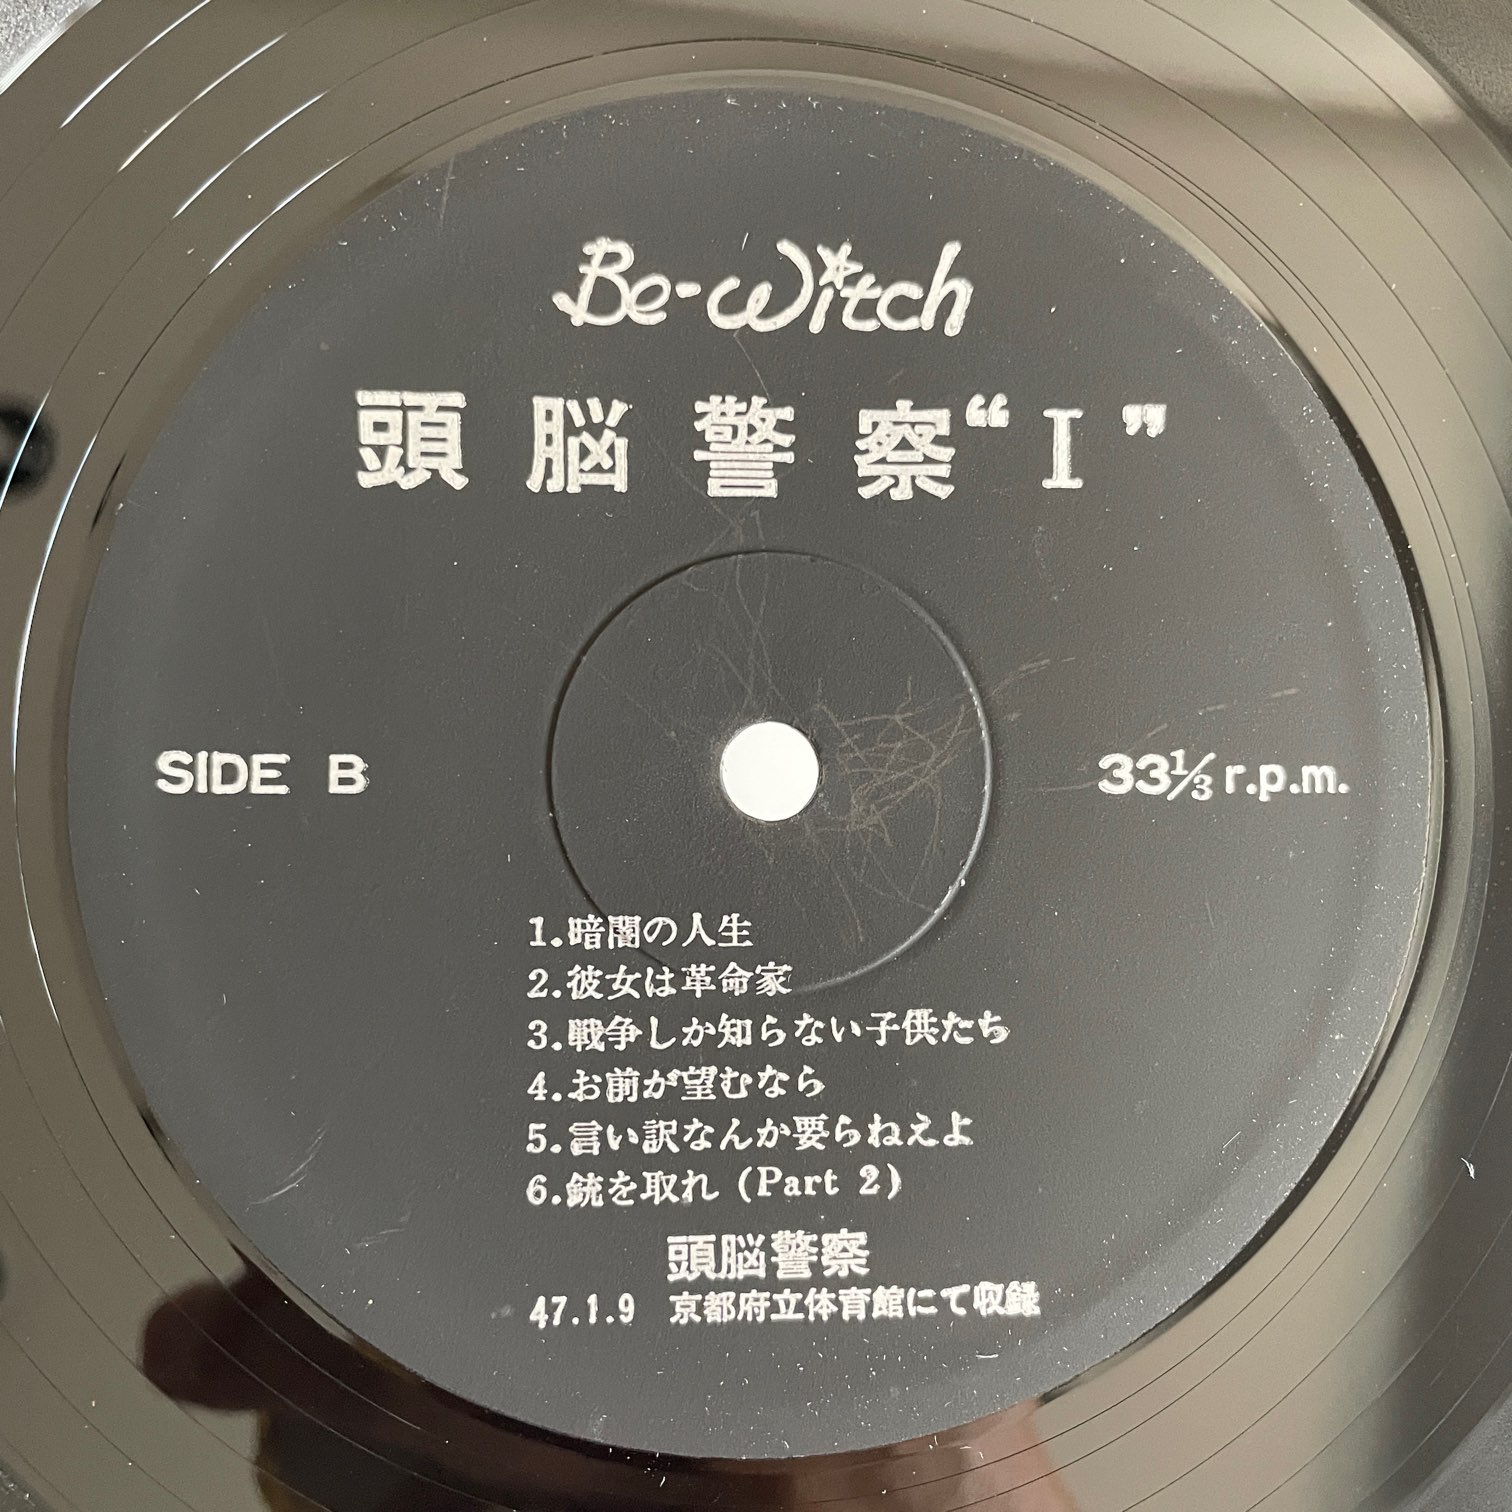 Be-Witch
頭脳警察“I”
SIDE B
33⅓ r.p.m.
1.暗闇の人生
2.彼女は革命家
3.戦争しか知らない子供たち
4.お前が望むなら
5.言い訳なんか要らねえよ
6.銃を取れ (Part 2)
頭脳警察
47.1.9 京都府立体育館にて収録